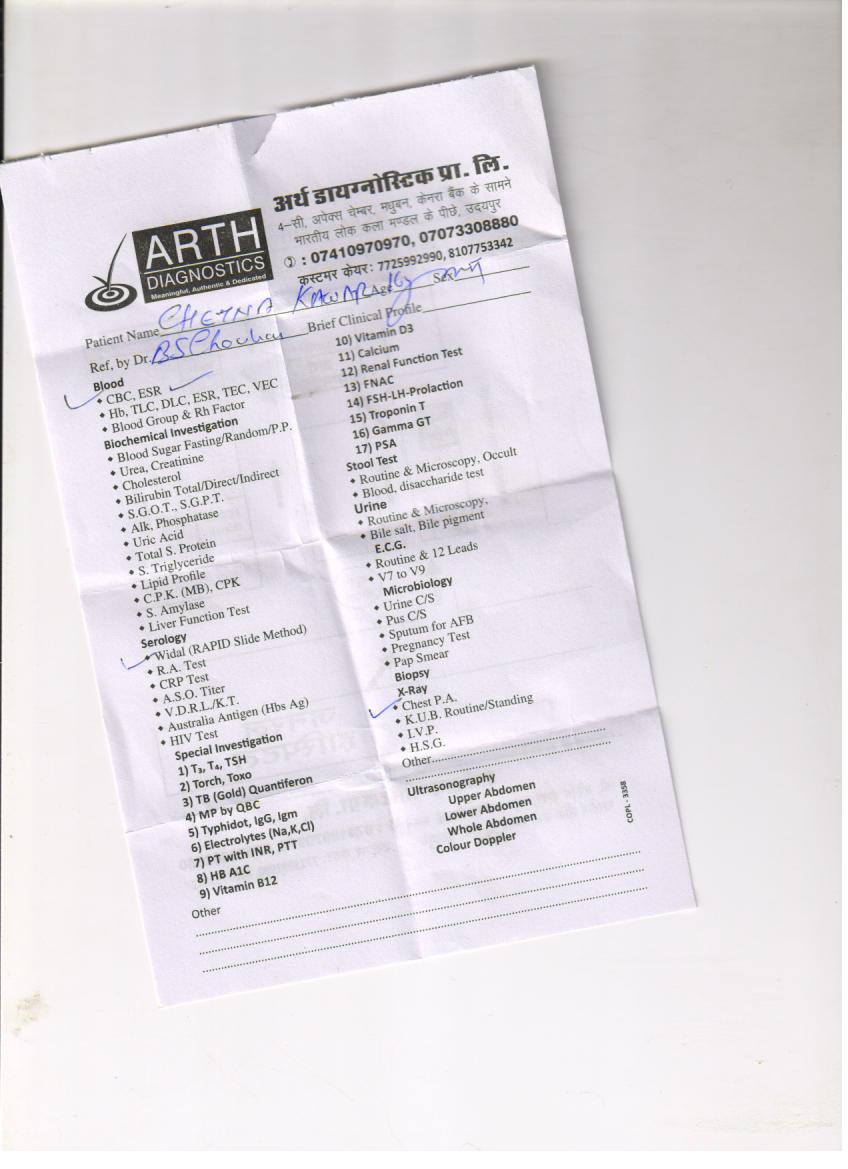 ARTH
DIAGNOSTICS
Meaningful, Authentic & Dedicated
अर्थ डायग्नोस्टिक प्रा. लि.
4-सी, अपेक्स चेम्बर, मधुबन, केनरा बैंक के सामने
भारतीय लोक कला मण्डल के पीछे, उदयपुर
: 07410970970, 07073308880
कस्टमर केयर: 7725992990, 8107753342
Patient Name CHETNA KAWAR Age Sex
Ref, by Dr. BS Chouhan Brief Clinical Profile
Blood
• CBC, ESR
• Hb, TLC, DLC, ESR, TEC, VEC
• Blood Group & Rh Factor
Biochemical Investigation
• Blood Sugar Fasting/Random/P.P.
• Urea, Creatinine
• Cholesterol
• Bilirubin Total/Direct/Indirect
• S.G.O.T., S.G.P.T.
• Alk, Phosphatase
• Uric Acid
• Total S. Protein
• S. Triglyceride
• Lipid Profile
• C.P.K. (MB), CPK
• S. Amylase
• Liver Function Test
Serology
• Widal (RAPID Slide Method)
• R.A. Test
• CRP Test
• A.S.O. Titer
• V.D.R.L./K.T.
• Australia Antigen (Hbs Ag)
• HIV Test
Special Investigation
1) T₃, T₄, TSH
2) Torch, Toxo
3) TB (Gold) Quantiferon
4) MP by QBC
5) Typhidot, IgG, Igm
6) Electrolytes (Na,K,Cl)
7) PT with INR, PTT
8) HB A1C
9) Vitamin B12
Other
10) Vitamin D3
11) Calcium
12) Renal Function Test
13) FNAC
14) FSH-LH-Prolaction
15) Troponin T
16) Gamma GT
17) PSA
Stool Test
• Routine & Microscopy, Occult
• Blood, disaccharide test
Urine
• Routine & Microscopy,
• Bile salt, Bile pigment
E.C.G.
• Routine & 12 Leads
• V7 to V9
Microbiology
• Urine C/S
• Pus C/S
• Sputum for AFB
• Pregnancy Test
• Pap Smear
Biopsy
X-Ray
• Chest P.A.
• K.U.B. Routine/Standing
• I.V.P.
• H.S.G.
Other
Ultrasonography
Upper Abdomen
Lower Abdomen
Whole Abdomen
Colour Doppler
COPL - 3358